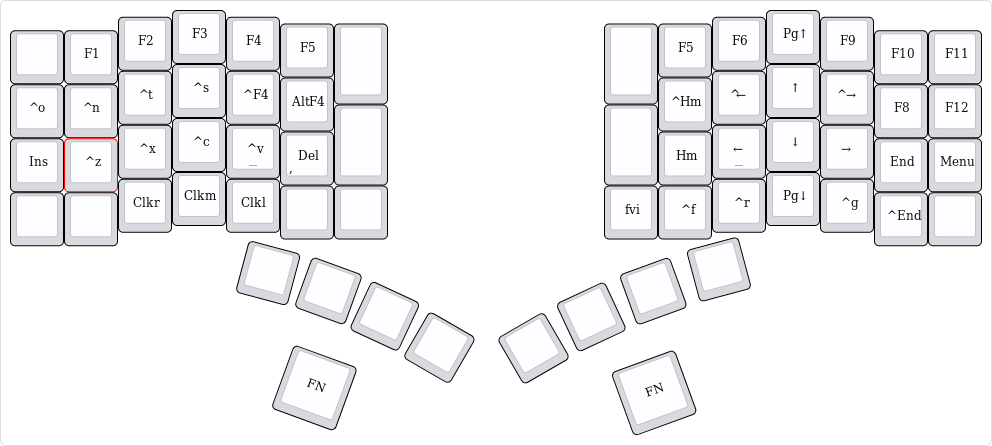 F1 F2 F3 F4 F5
^o ^n ^t ^s ^F4 AltF4
Ins ^z ^x ^c ^v _ Del ,
Clkr Clkm Clkl
F5 F6 Pg↑ F9 F10 F11
^Hm ^← ↑ ^→ F8 F12
Hm ← _ ↓ → End Menu
fvi ^f ^r Pg↓ ^g ^End
FN
FN